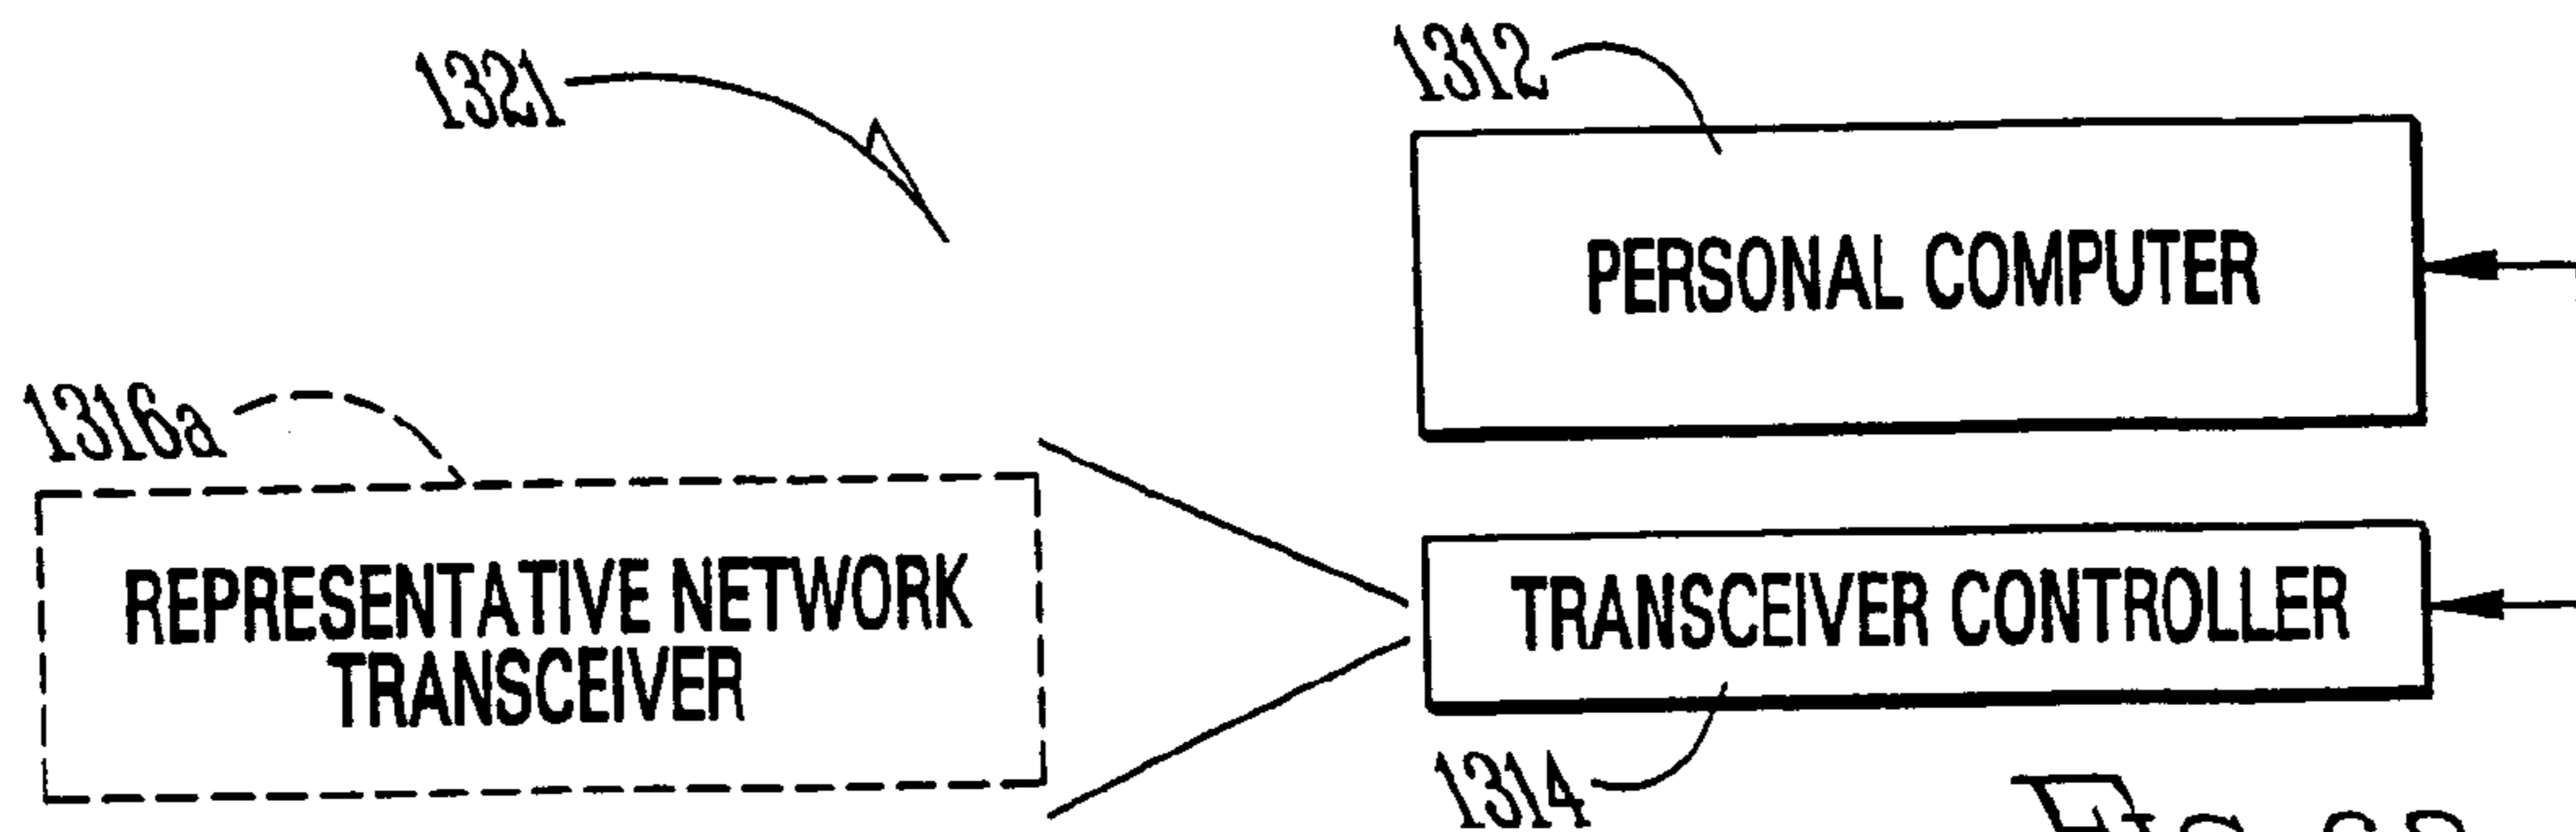 1321
1312
PERSONAL COMPUTER
1316a
REPRESENTATIVE NETWORK
TRANSCEIVER
TRANSCEIVER CONTROLLER
1314